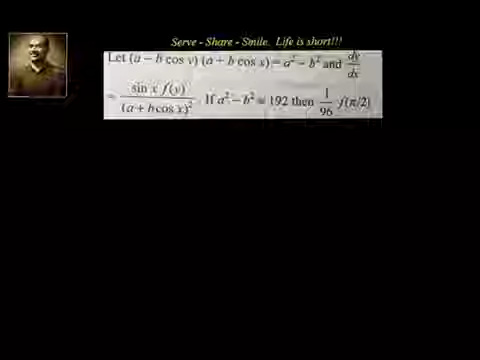 Serve - Share - Smile. Life is short!!!
Let (a − b cos y) (a + b cos x) = a² − b² and dy/dx
= sin x f(y) / (a + b cos x)² . If a² − b² = 192 then 1/96 f(π/2)